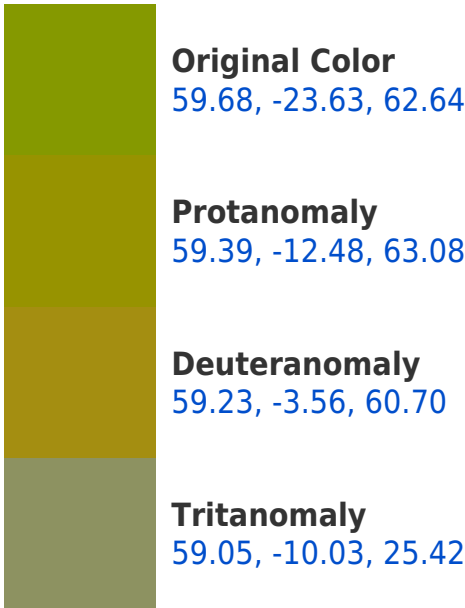 Original Color
59.68, -23.63, 62.64
Protanomaly
59.39, -12.48, 63.08
Deuteranomaly
59.23, -3.56, 60.70
Tritanomaly
59.05, -10.03, 25.42